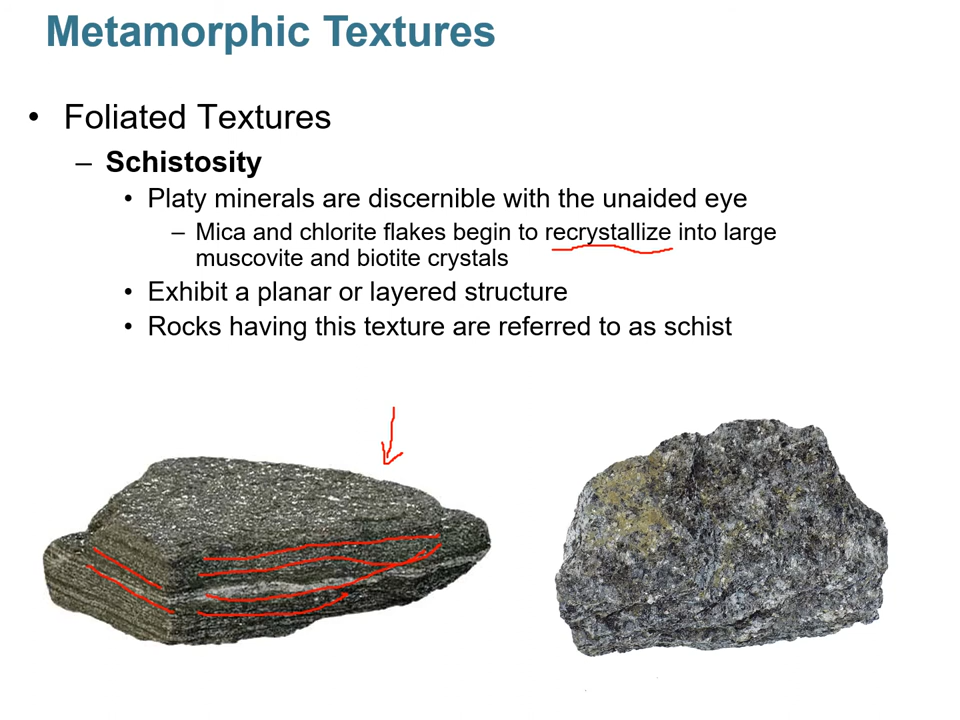 Metamorphic Textures
• Foliated Textures
– Schistosity
• Platy minerals are discernible with the unaided eye
– Mica and chlorite flakes begin to recrystallize into large
muscovite and biotite crystals
• Exhibit a planar or layered structure
• Rocks having this texture are referred to as schist